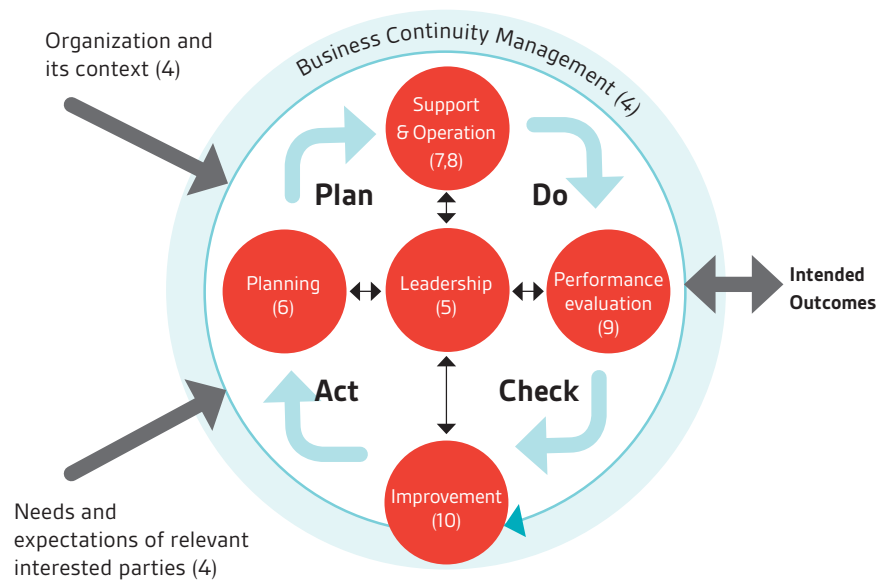 Organization and
its context (4)
Business Continuity Management (4)
Support
& Operation
(7,8)
Plan
Do
Planning
(6)
Leadership
(5)
Performance
evaluation
(9)
Intended
Outcomes
Act
Check
Improvement
(10)
Needs and
expectations of relevant
interested parties (4)